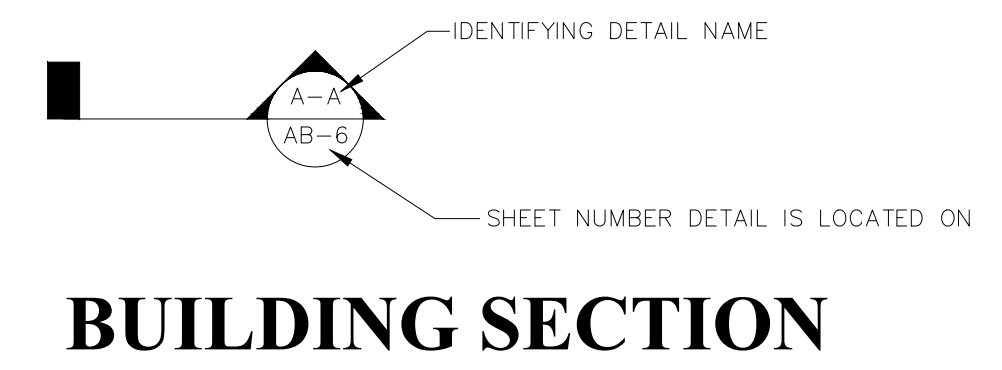 IDENTIFYING DETAIL NAME
A-A
AB-6
SHEET NUMBER DETAIL IS LOCATED ON
BUILDING SECTION